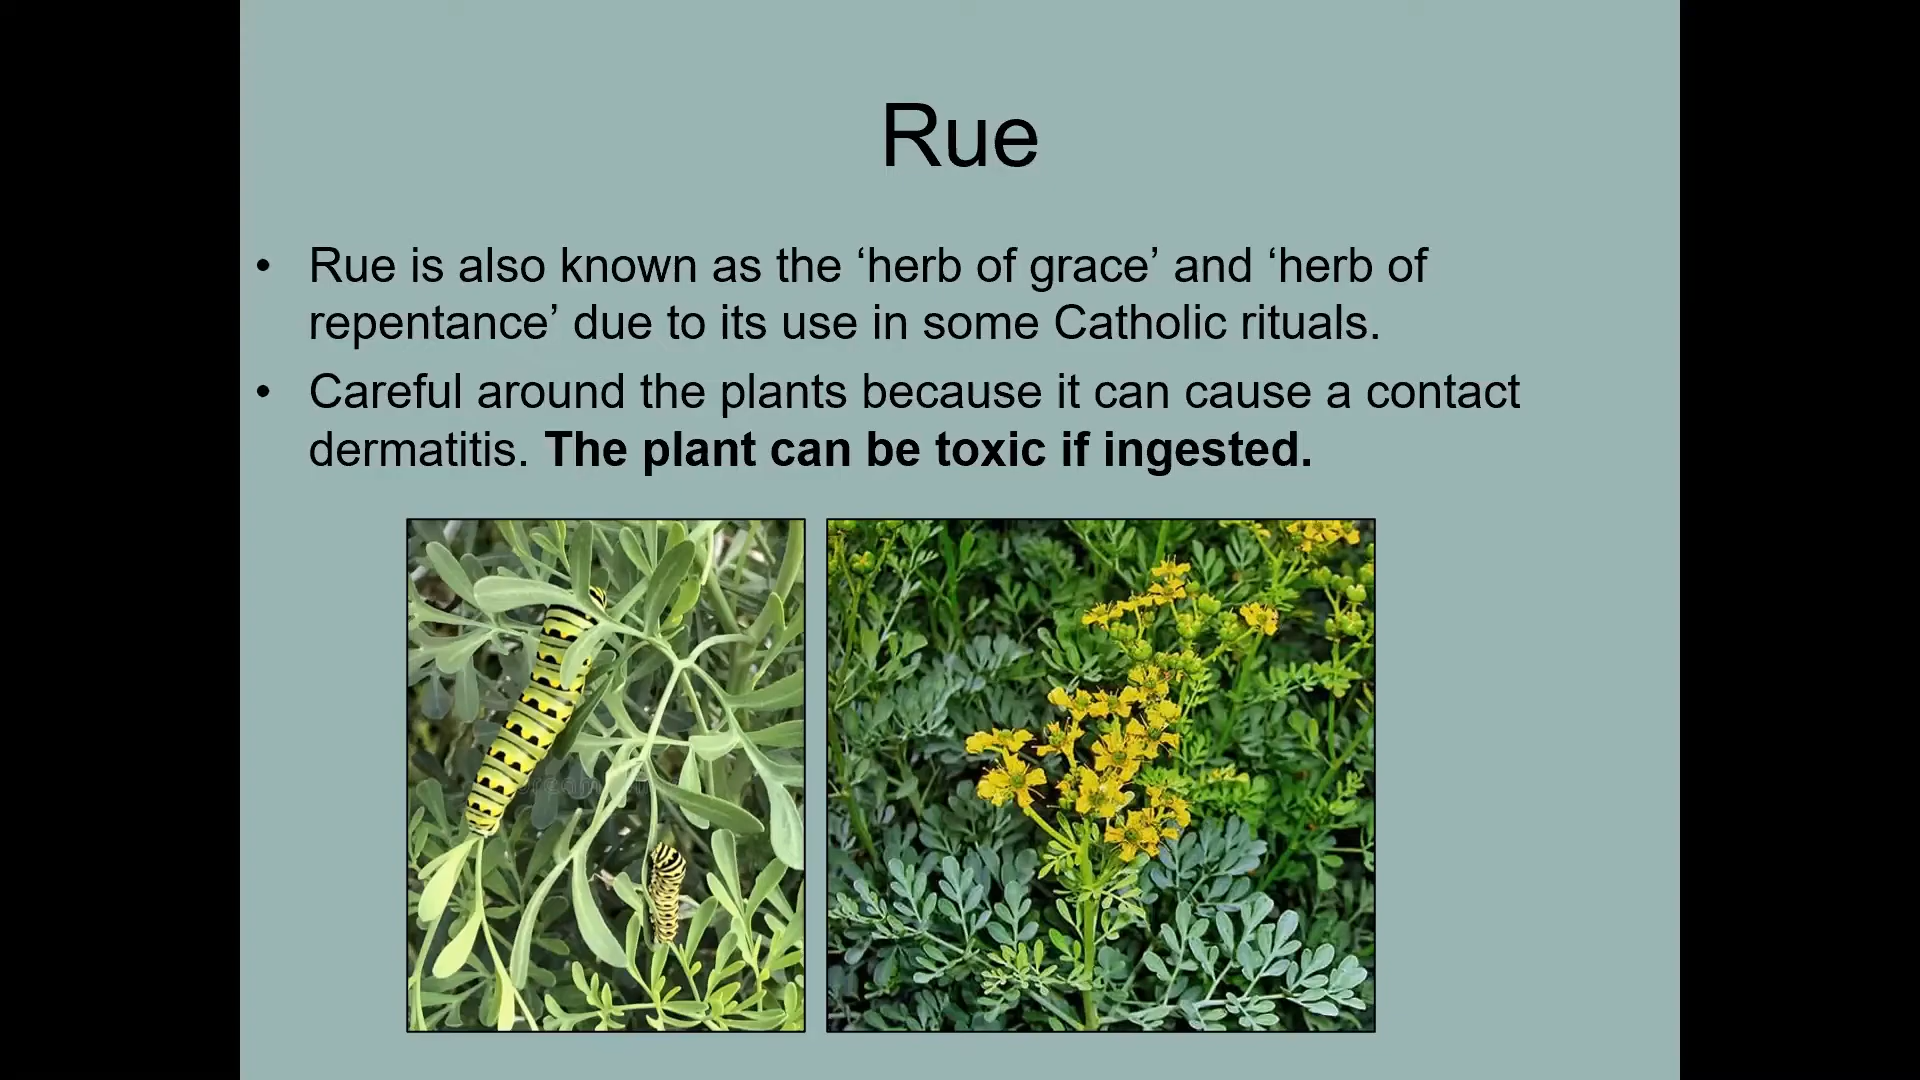 Rue
• Rue is also known as the ‘herb of grace’ and ‘herb of
repentance’ due to its use in some Catholic rituals.
• Careful around the plants because it can cause a contact
dermatitis. The plant can be toxic if ingested.